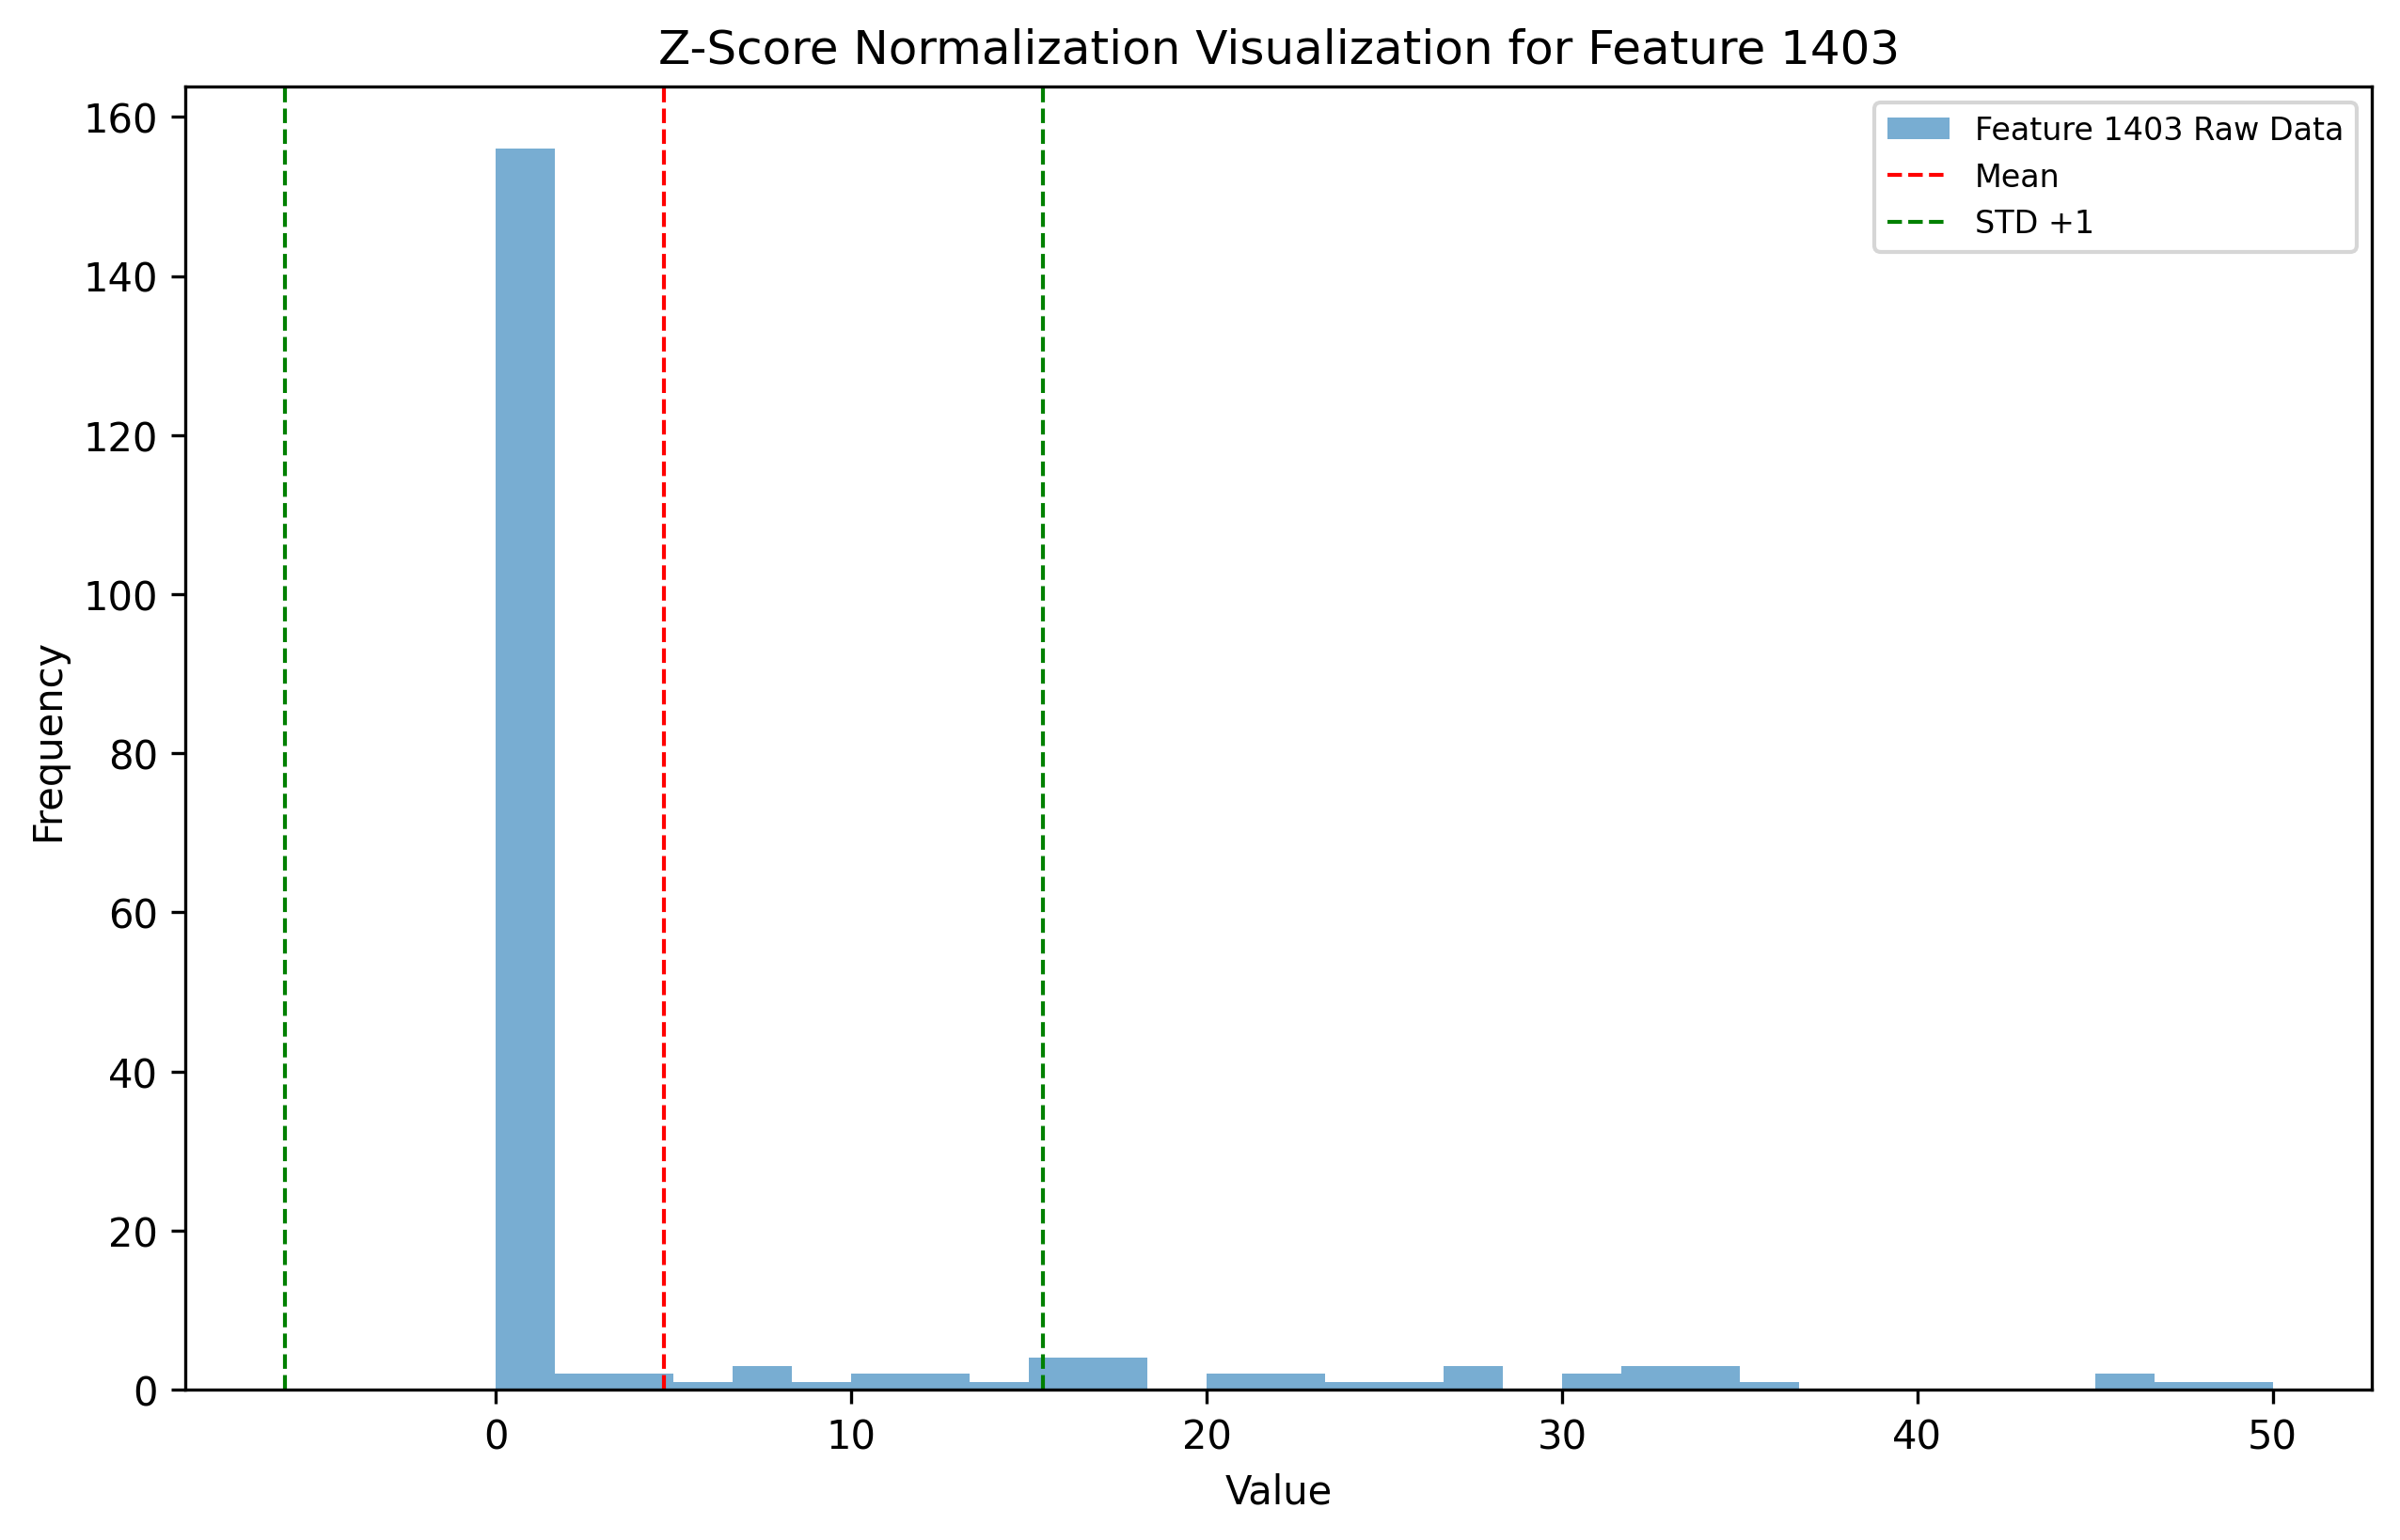 Z-Score Normalization Visualization for Feature 1403
Feature 1403 Raw Data
Mean
STD +1
160
140
120
100
80
60
40
20
0
Frequency
0 10 20 30 40 50
Value